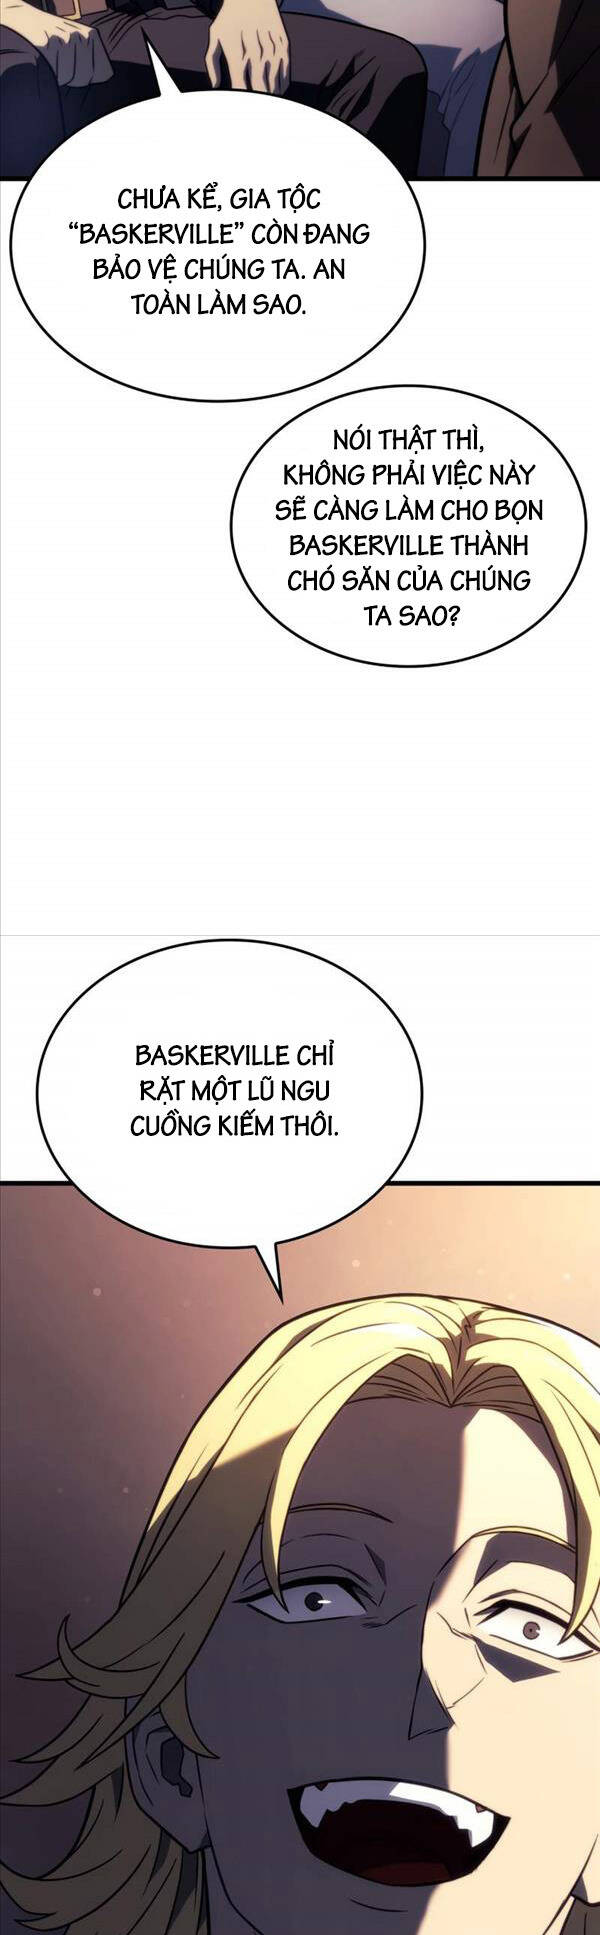 CHƯA KỂ, GIA TỘC
“BASKERVILLE” CÒN ĐANG
BẢO VỆ CHÚNG TA. AN
TOÀN LÀM SAO.
NÓI THẬT THÌ,
KHÔNG PHẢI VIỆC NÀY
SẼ CÀNG LÀM CHO BỌN
BASKERVILLE THÀNH
CHÓ SĂN CỦA CHÚNG
TA SAO?
BASKERVILLE CHỈ
RẶT MỘT LŨ NGU
CUỒNG KIẾM THÔI.